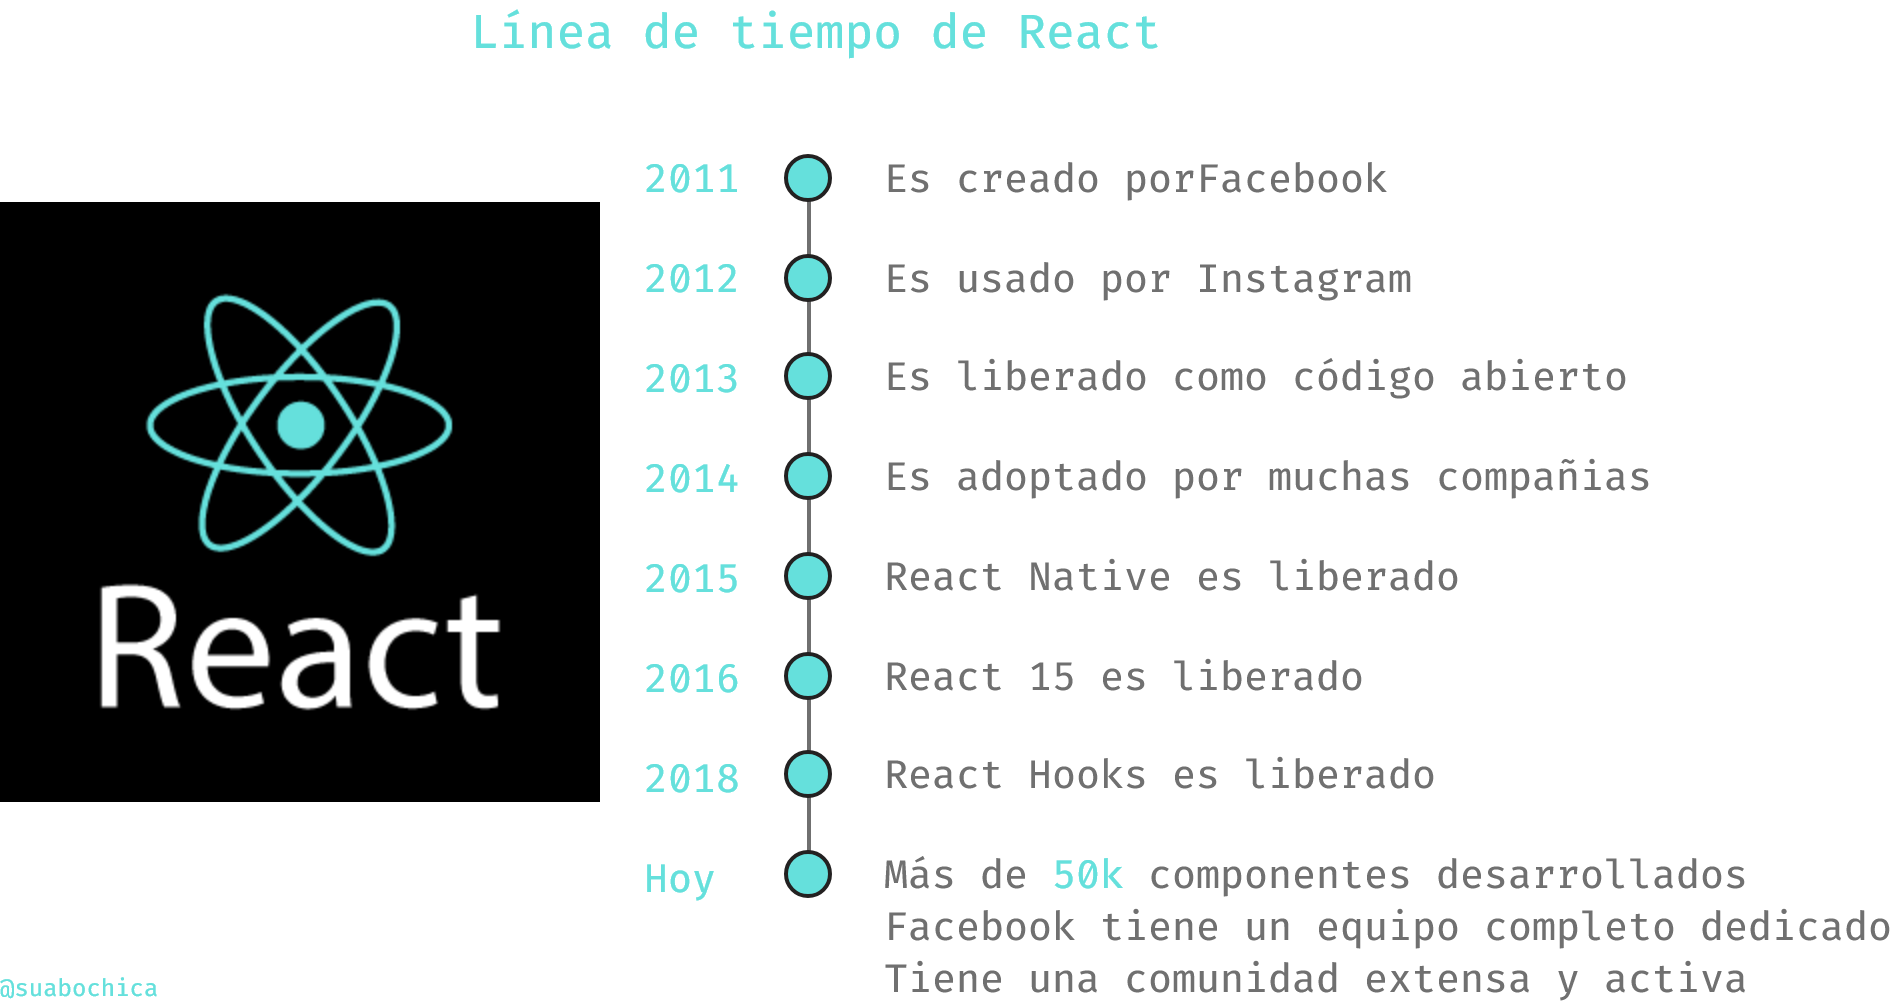 Línea de tiempo de React
2011 Es creado porFacebook
2012 Es usado por Instagram
2013 Es liberado como código abierto
2014 Es adoptado por muchas compañias
2015 React Native es liberado
2016 React 15 es liberado
2018 React Hooks es liberado
Hoy Más de 50k componentes desarrollados
Facebook tiene un equipo completo dedicado
Tiene una comunidad extensa y activa
React
@suabochica